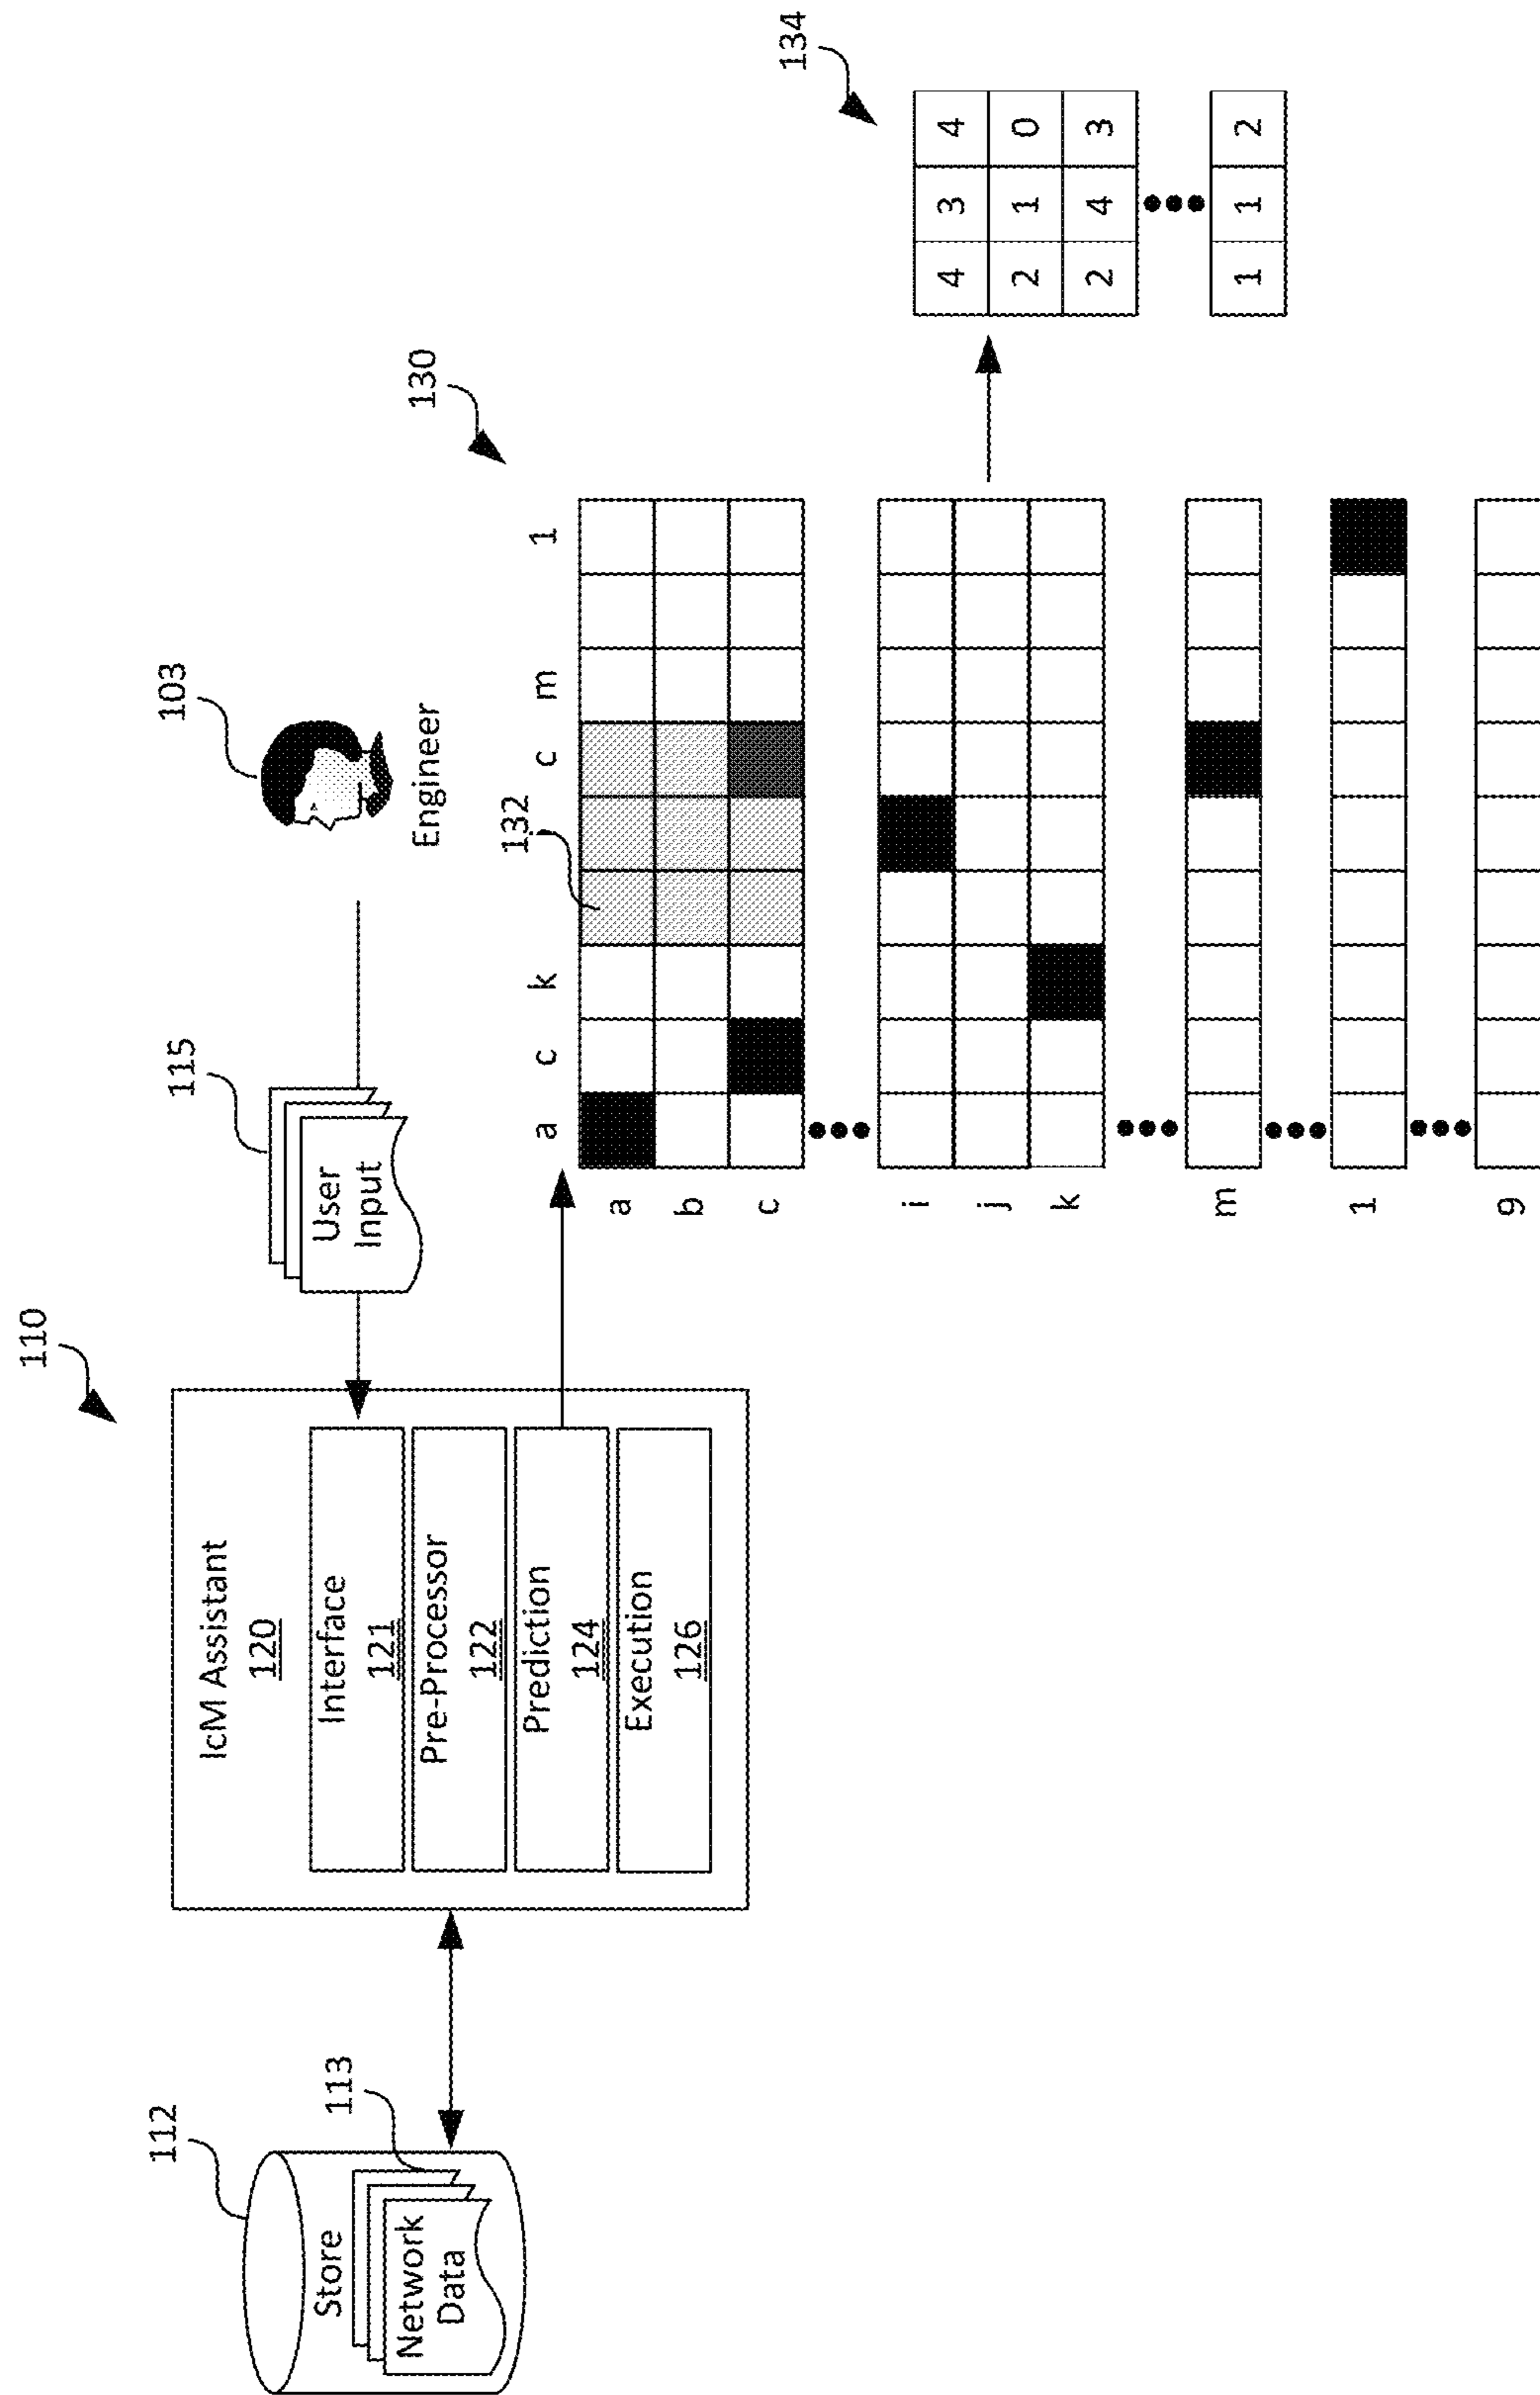 110
112
Store
113
Network
Data
IcM Assistant
120
Interface
121
Pre-Processor
122
Prediction
124
Execution
126
115
User
Input
103
Engineer
130
132
a c k i c m 1
a
b
c
i
j
k
m
1
9
134
4 3 4
2 1 0
2 4 3
1 1 2